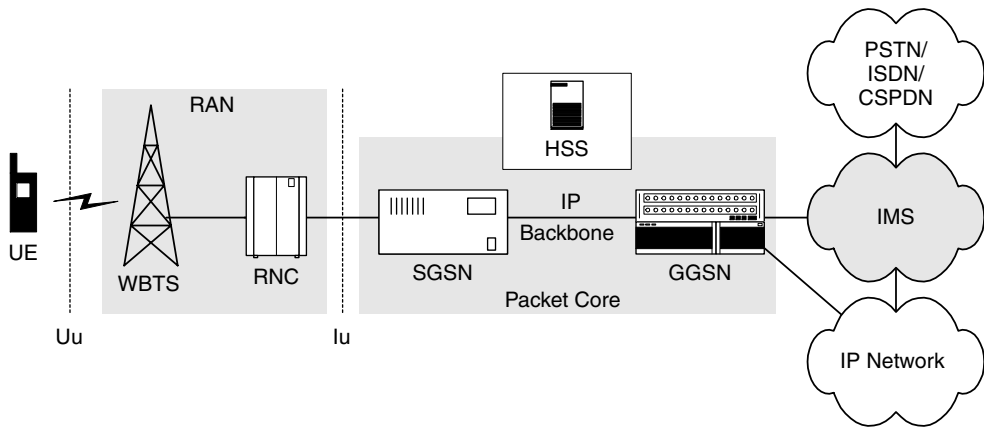 PSTN/
ISDN/
CSPDN
RAN
HSS
UE
WBTS
RNC
SGSN
IP
Backbone
GGSN
IMS
Packet Core
Uu
Iu
IP Network